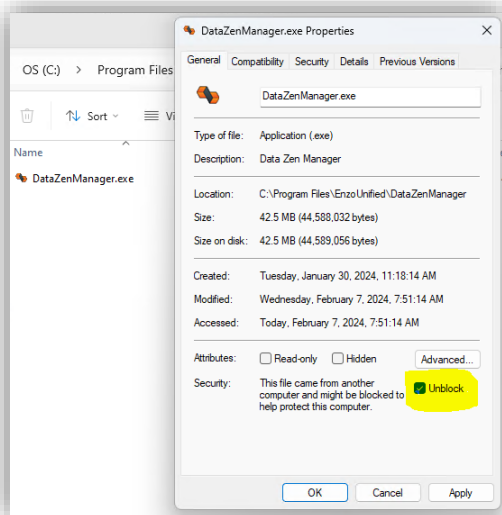 DataZenManager.exe Properties
OS (C:) > Program Files
Sort
Vi
Name
DataZenManager.exe
General Compatibility Security Details Previous Versions
DataZenManager.exe
Type of file: Application (.exe)
Description: Data Zen Manager
Location: C:\Program Files\EnzoUnified\DataZenManager
Size: 42.5 MB (44,588,032 bytes)
Size on disk: 42.5 MB (44,589,056 bytes)
Created: Tuesday, January 30, 2024, 11:18:14 AM
Modified: Wednesday, February 7, 2024, 7:51:14 AM
Accessed: Today, February 7, 2024, 7:51:14 AM
Attributes: Read-only Hidden Advanced...
Security: This file came from another
computer and might be blocked to
help protect this computer.
Unblock
OK Cancel Apply